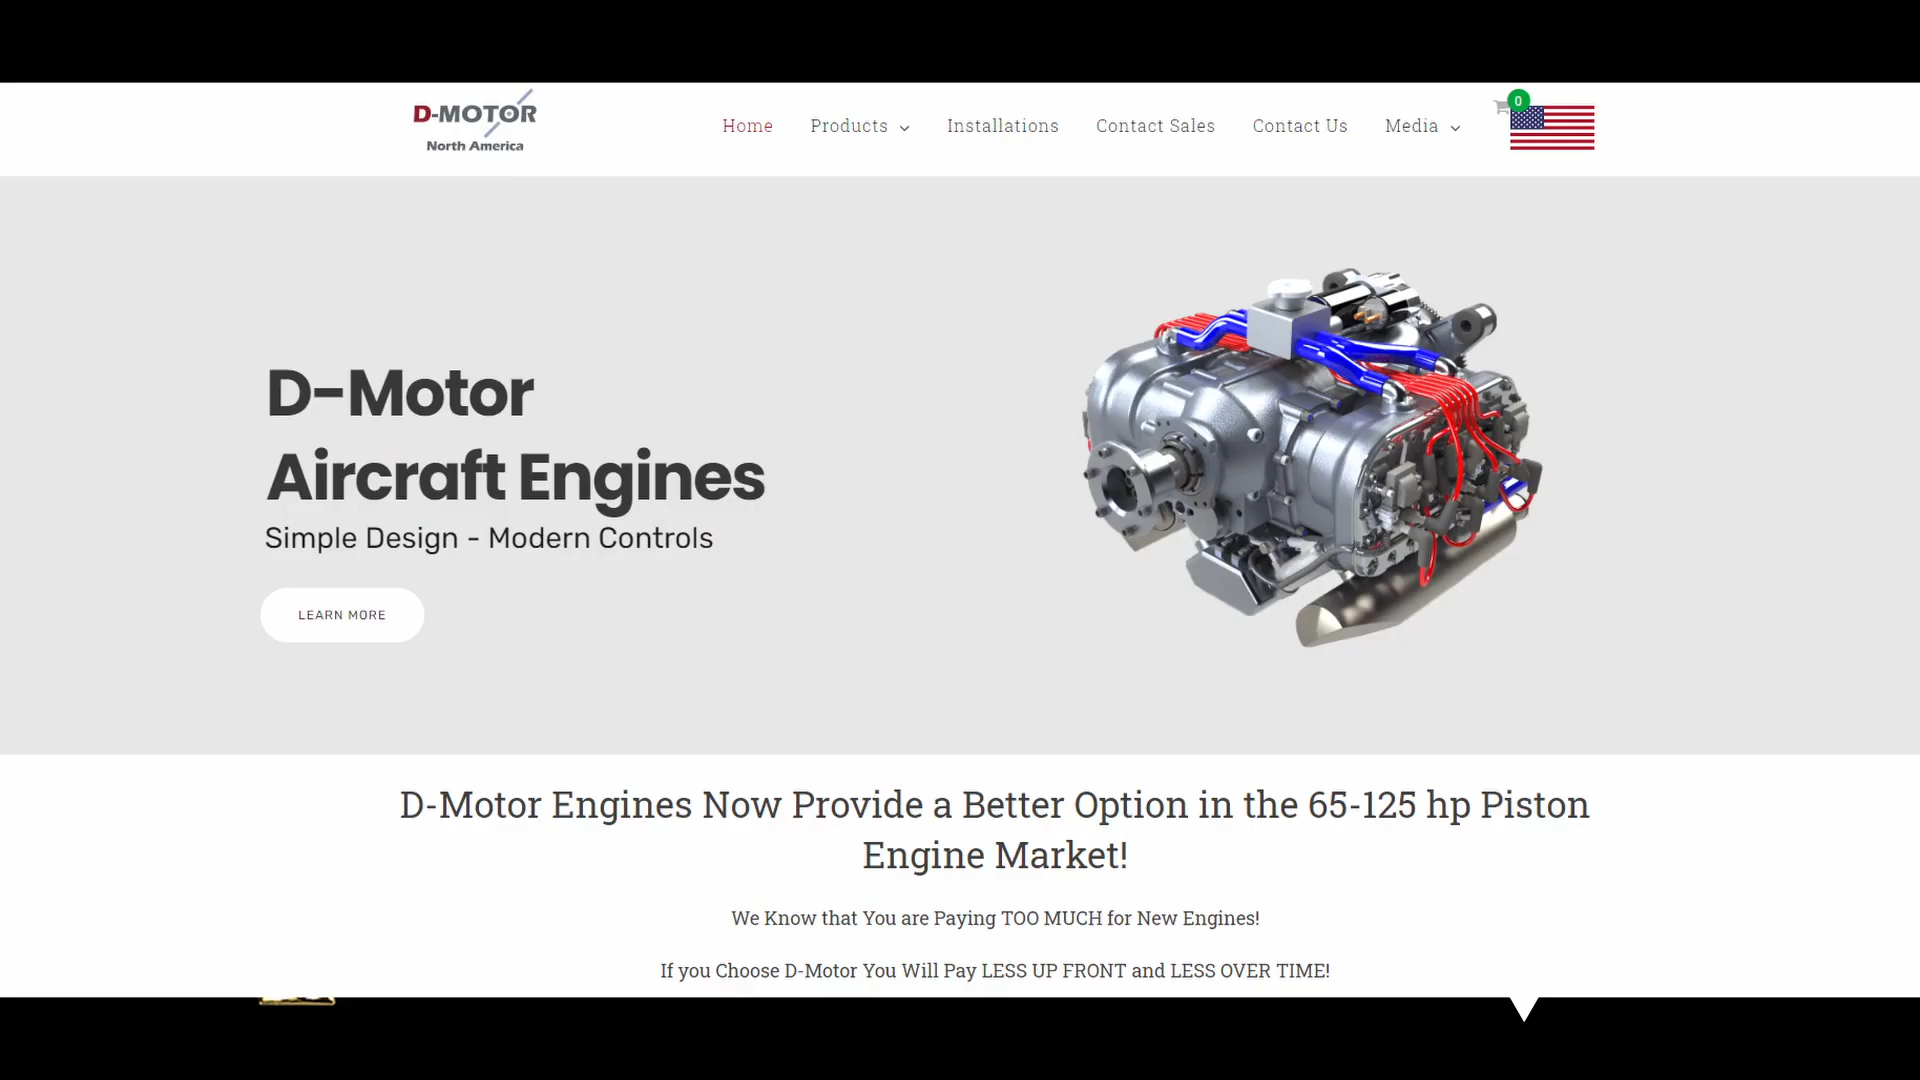 D-MOTOR
North America
Home
Products
Installations
Contact Sales
Contact Us
Media
0
D-Motor
Aircraft Engines
Simple Design - Modern Controls
LEARN MORE
D-Motor Engines Now Provide a Better Option in the 65-125 hp Piston
Engine Market!
We Know that You are Paying TOO MUCH for New Engines!
If you Choose D-Motor You Will Pay LESS UP FRONT and LESS OVER TIME!